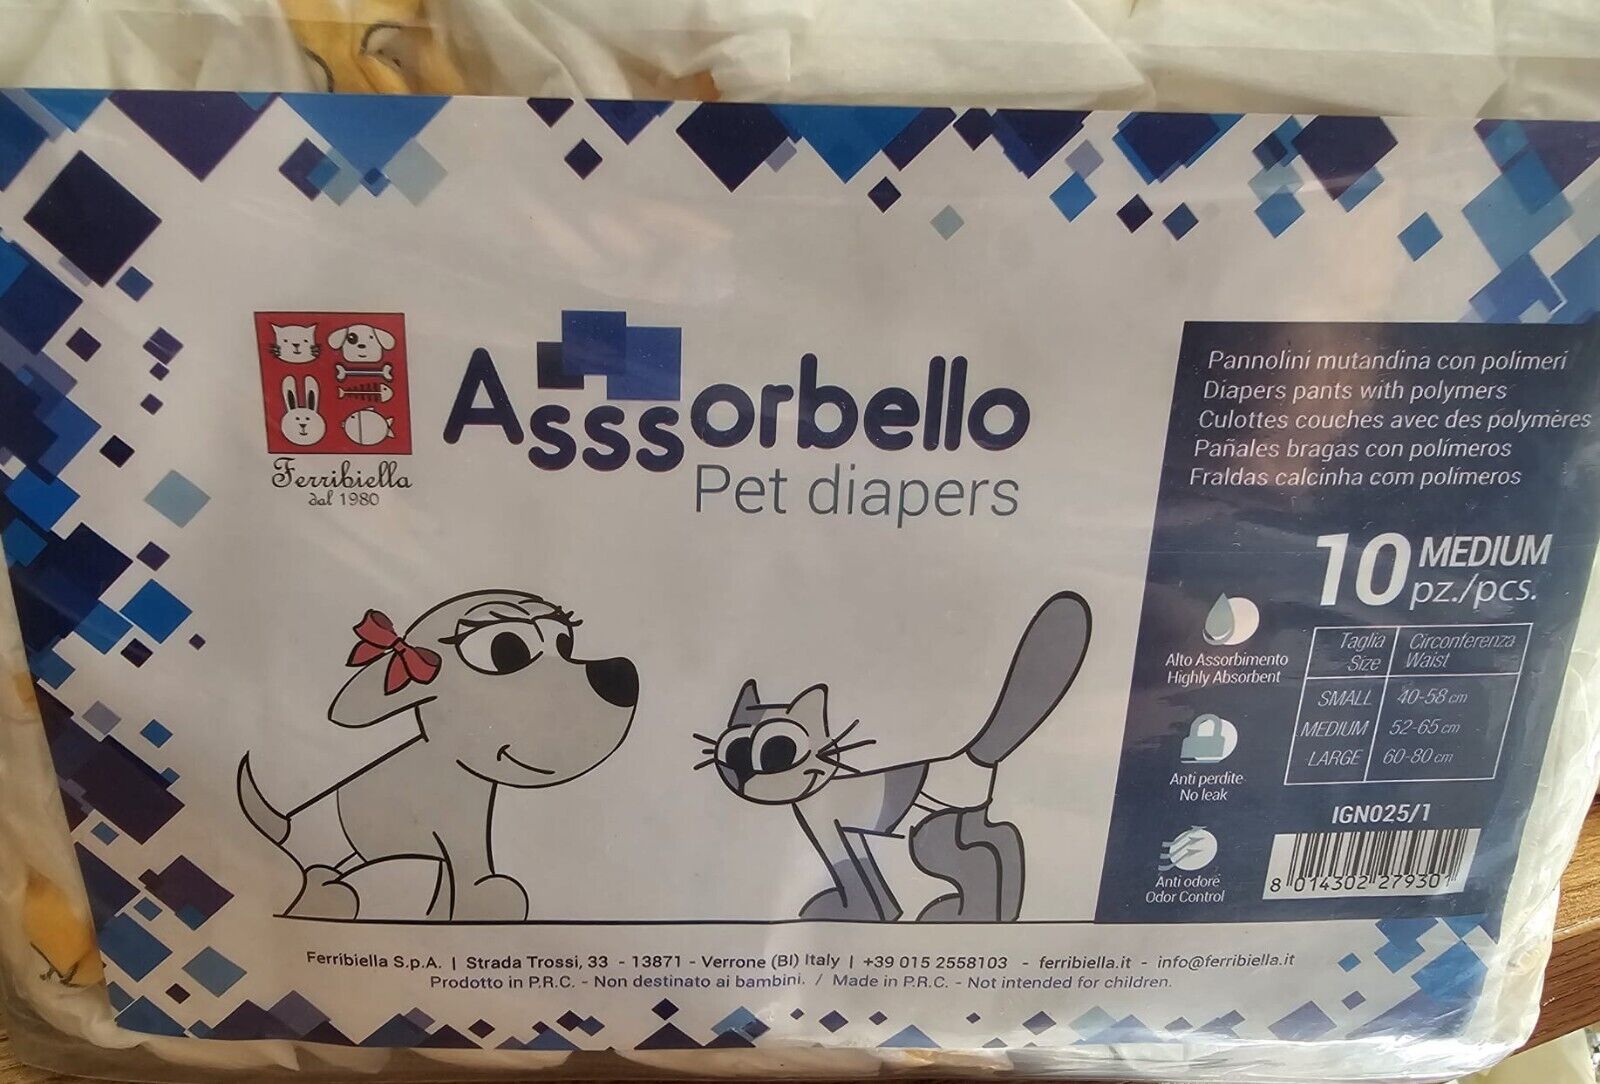 Ferribiella
dal 1980
Asssorbello
Pet diapers
Pannolini mutandina con polimeri
Diapers pants with polymers
Culottes couches avec des polymères
Pañales bragas con polímeros
Fraldas calcinha com polímeros
10 MEDIUM
pz./pcs.
Alto Assorbimento
Highly Absorbent
Anti perdite
No leak
Anti odore
Odor Control
Taglia Circonferenza
Size Waist
SMALL 40-58 cm
MEDIUM 52-65 cm
LARGE 60-80 cm
IGN025/1
8 014302 279301
Ferribiella S.p.A. | Strada Trossi, 33 - 13871 - Verrone (BI) Italy | +39 015 2558103 - ferribiella.it - info@ferribiella.it
Prodotto in P.R.C. - Non destinato ai bambini. / Made in P.R.C. - Not intended for children.